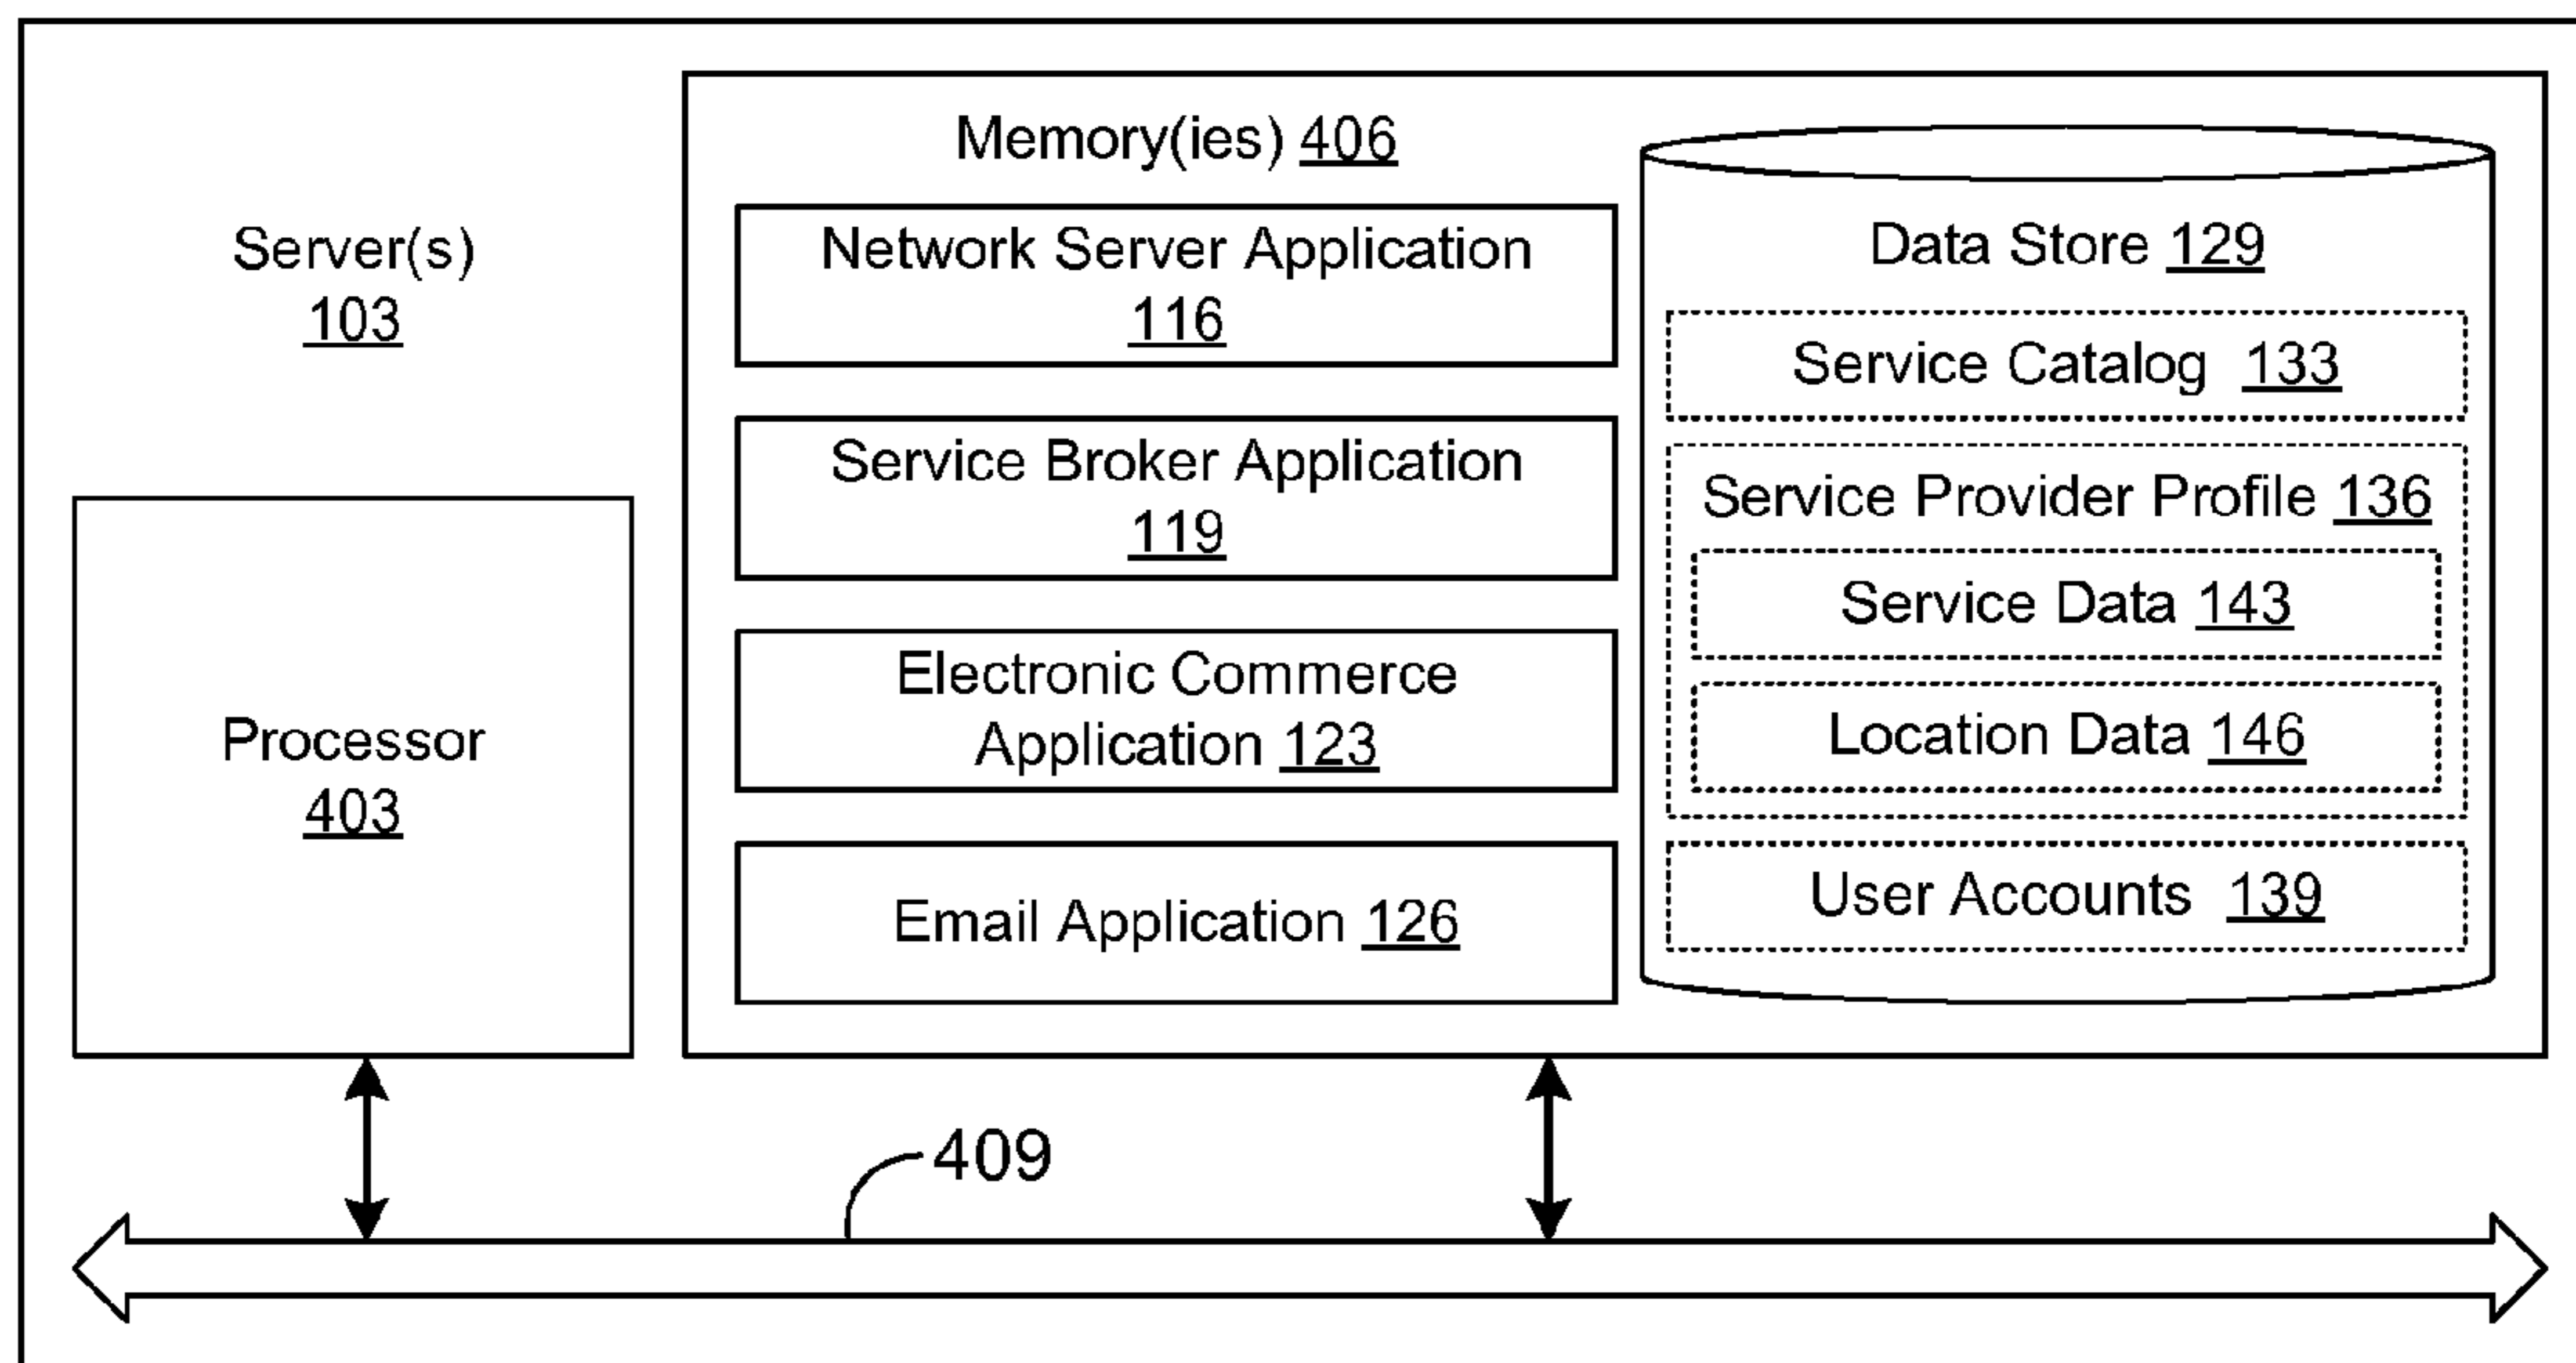 Server(s)
103
Processor
403
Memory(ies) 406
Network Server Application
116
Service Broker Application
119
Electronic Commerce
Application 123
Email Application 126
Data Store 129
Service Catalog 133
Service Provider Profile 136
Service Data 143
Location Data 146
User Accounts 139
409